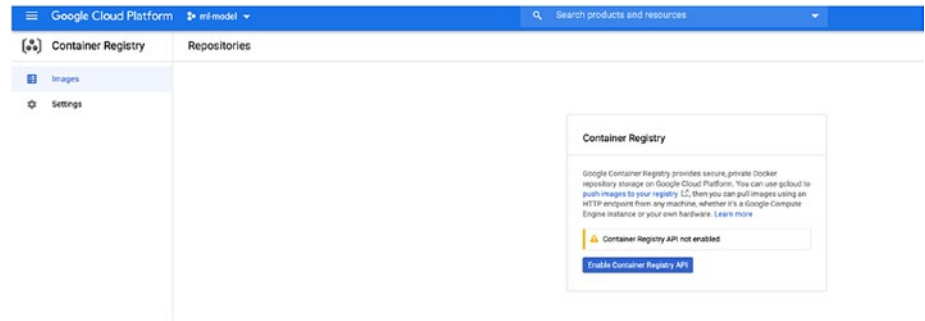 Google Cloud Platform
ml-model
Search products and resources
Container Registry
Repositories
Images
Settings
Container Registry
Google Container Registry provides secure, private Docker
repository storage on Google Cloud Platform. You can use gcloud to
push images to your registry, then you can pull images using an
HTTP endpoint from any machine, whether it's a Google Compute
Engine instance or your own hardware. Learn more
Container Registry API not enabled
Enable Container Registry API